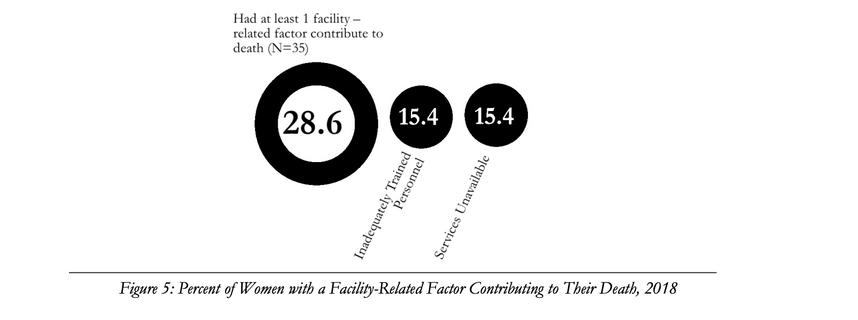 Had at least 1 facility –
related factor contribute to
death (N=35)
28.6
15.4
15.4
Inadequately Trained
Personnel
Services Unavailable
Figure 5: Percent of Women with a Facility-Related Factor Contributing to Their Death, 2018